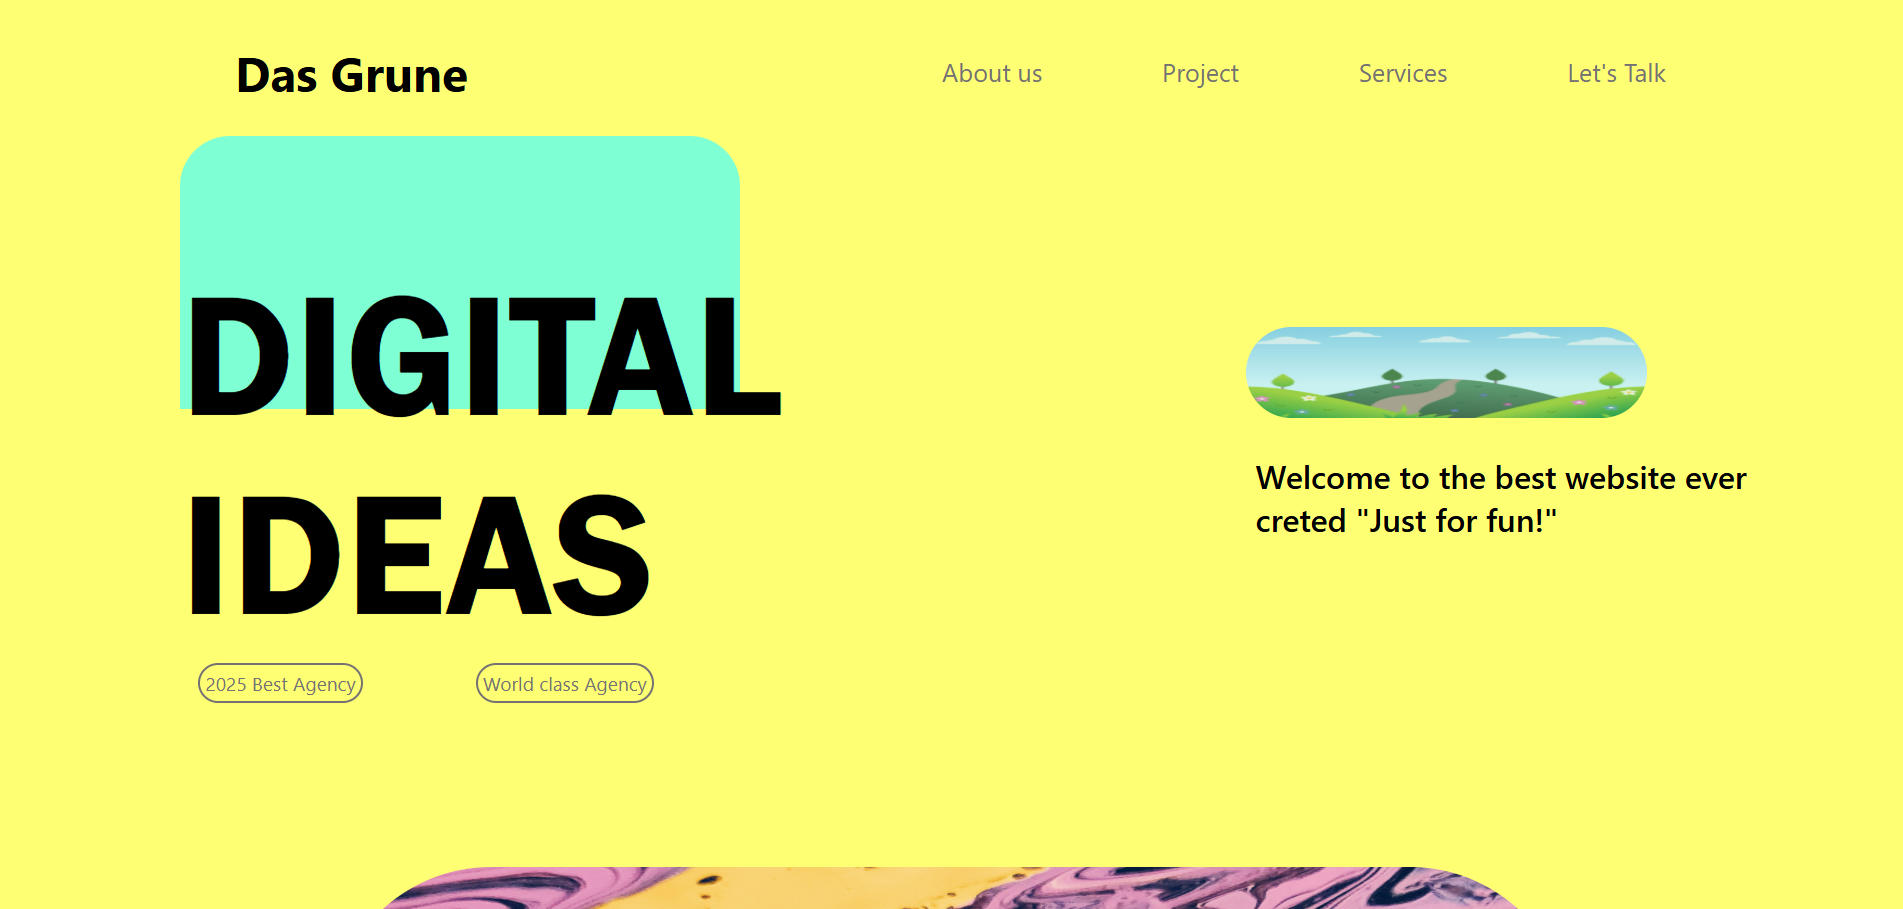 Das Grune
About us
Project
Services
Let's Talk
DIGITAL
IDEAS
Welcome to the best website ever
creted "Just for fun!"
2025 Best Agency
World class Agency